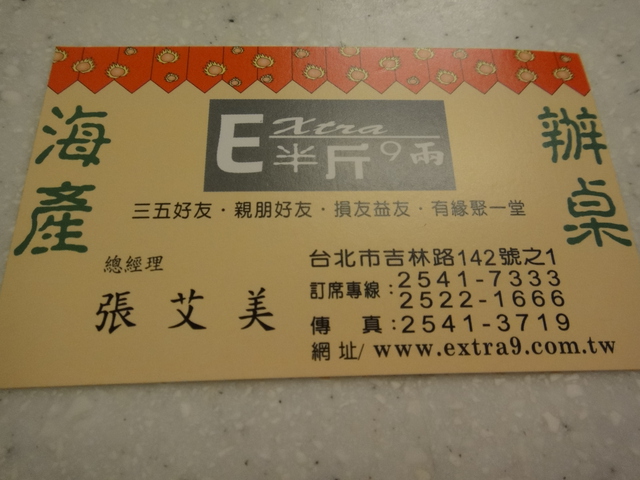 海產
辦桌
EXtra
半斤9兩
三五好友·親朋好友·損友益友·有緣聚一堂
總經理
張艾美
台北市吉林路142號之1
訂席專線:2541-7333
2522-1666
傳 真:2541-3719
網 址/www.extra9.com.tw